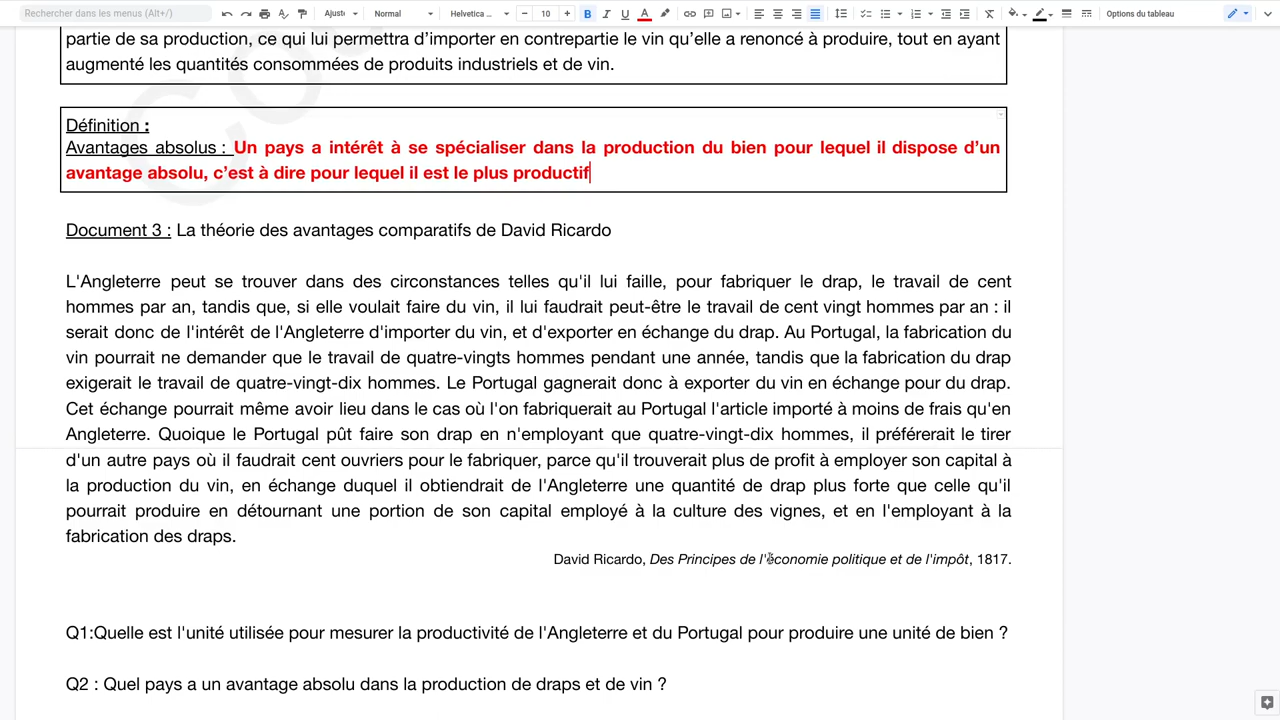 Rechercher dans les menus (Alt+/)
Ajuste
Normal
Helvetica ...
10
B
I
U
A
Options du tableau
partie de sa production, ce qui lui permettra d’importer en contrepartie le vin qu’elle a renoncé à produire, tout en ayant
augmenté les quantités consommées de produits industriels et de vin.
Définition :
Avantages absolus : Un pays a intérêt à se spécialiser dans la production du bien pour lequel il dispose d’un
avantage absolu, c’est à dire pour lequel il est le plus productif
Document 3 : La théorie des avantages comparatifs de David Ricardo
L'Angleterre peut se trouver dans des circonstances telles qu'il lui faille, pour fabriquer le drap, le travail de cent
hommes par an, tandis que, si elle voulait faire du vin, il lui faudrait peut-être le travail de cent vingt hommes par an : il
serait donc de l'intérêt de l'Angleterre d'importer du vin, et d'exporter en échange du drap. Au Portugal, la fabrication du
vin pourrait ne demander que le travail de quatre-vingts hommes pendant une année, tandis que la fabrication du drap
exigerait le travail de quatre-vingt-dix hommes. Le Portugal gagnerait donc à exporter du vin en échange pour du drap.
Cet échange pourrait même avoir lieu dans le cas où l'on fabriquerait au Portugal l'article importé à moins de frais qu'en
Angleterre. Quoique le Portugal pût faire son drap en n'employant que quatre-vingt-dix hommes, il préférerait le tirer
d'un autre pays où il faudrait cent ouvriers pour le fabriquer, parce qu'il trouverait plus de profit à employer son capital à
la production du vin, en échange duquel il obtiendrait de l'Angleterre une quantité de drap plus forte que celle qu'il
pourrait produire en détournant une portion de son capital employé à la culture des vignes, et en l'employant à la
fabrication des draps.
David Ricardo, Des Principes de l'économie politique et de l'impôt, 1817.
Q1:Quelle est l'unité utilisée pour mesurer la productivité de l'Angleterre et du Portugal pour produire une unité de bien ?
Q2 : Quel pays a un avantage absolu dans la production de draps et de vin ?